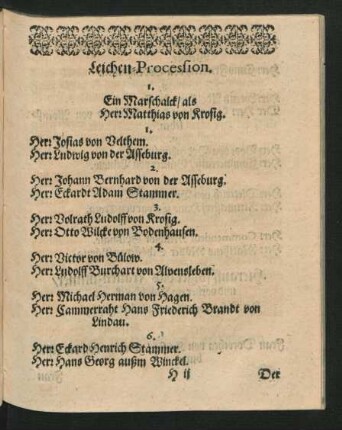 Leichen-Procession.
1.
Ein Marschalck/ als
Herr Matthias von Krosig.
1.
Herr Josias von Velthem.
Herr Ludwig von der Asseburg.
2.
Herr Johann Bernhard von der Asseburg.
Herr Eckardt Adam Stammer.
3.
Herr Volrath Ludolff von Krosig.
Herr Otto Wilcke von Bodenhausen.
4.
Herr Victor von Bülow.
Herr Ludolff Burchart von Alvensleben.
5.
Herr Michael Herman von Hagen.
Herr Cammerraht Hans Friederich Brandt von
Lindau.
6.
Herr Eckard Henrich Stammer.
Herr Hans Georg außm Winckel.
H ij Der